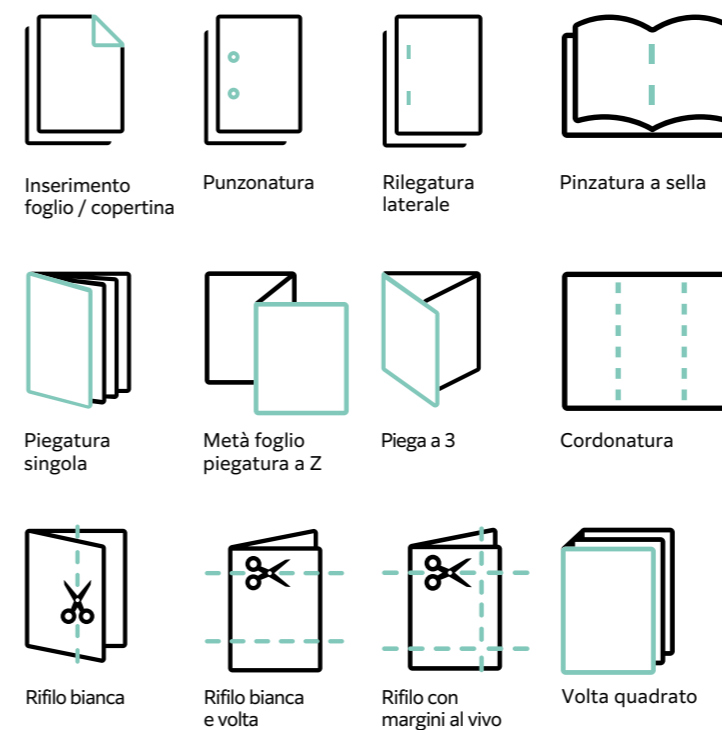 Inserimento
foglio / copertina
Punzonatura
Rilegatura
laterale
Pinzatura a sella
Piegatura
singola
Metà foglio
piegatura a Z
Piega a 3
Cordonatura
Rifilo bianca
Rifilo bianca
e volta
Rifilo con
margini al vivo
Volta quadrato